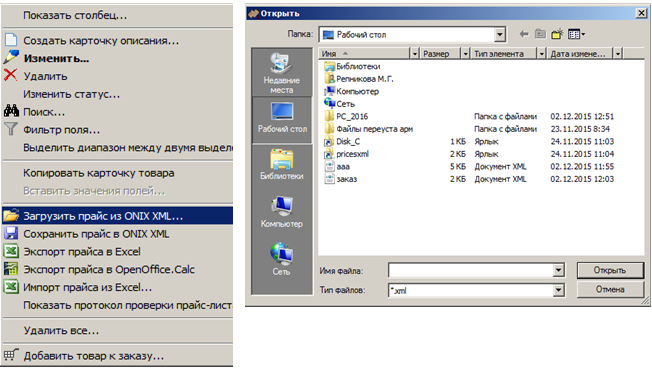 Показать столбец...
Создать карточку описания...
Изменить...
Удалить
Изменить статус...
Поиск...
Фильтр поля...
Выделить диапазон между двумя выделе
Копировать карточку товара
Вставить значения полей...
Загрузить прайс из ONIX XML...
Сохранить прайс в ONIX XML
Экспорт прайса в Excel
Экспорт прайса в OpenOffice.Calc
Импорт прайса из Excel...
Показать протокол проверки прайс-листа
Удалить все...
Добавить товар к заказу...
Открыть
Папка: Рабочий стол
Недавние места
Рабочий стол
Библиотеки
Компьютер
Сеть
Имя Размер Тип элемента Дата измене...
Библиотеки
Репникова М.Г.
Компьютер
Сеть
PC_2016 Папка с файлами 02.12.2015 12:51
Файлы переуста арм Папка с файлами 23.11.2015 8:34
Disk_C 1 КБ Ярлык 24.11.2015 11:03
pricesxml 2 КБ Ярлык 24.11.2015 11:04
aaa 5 КБ Документ XML 02.12.2015 11:55
заказ 2 КБ Документ XML 02.12.2015 12:03
Имя файла: Открыть
Тип файлов: *.xml Отмена